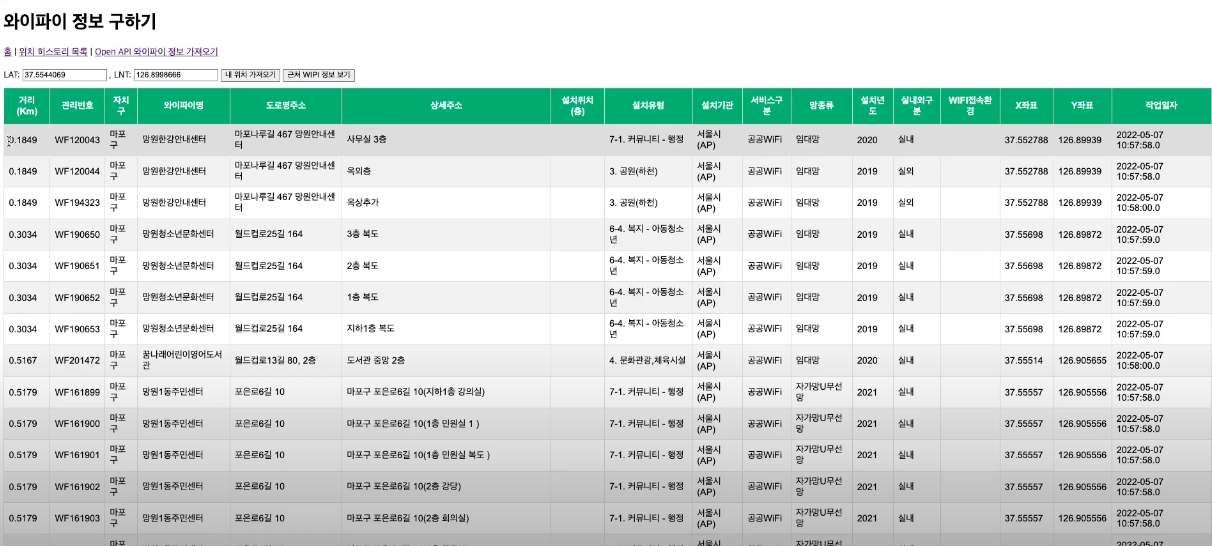 와이파이 정보 구하기
홈 | 위치 히스토리 목록 | Open API 와이파이 정보 가져오기
LAT: 37.5544069 , LNT: 126.8998666 내 위치 가져오기 근처 WIPI 정보 보기
거리(Km) 관리번호 자치구 와이파이명 도로명주소 상세주소 설치위치(층) 설치유형 설치기관 서비스구분 망종류 설치년도 실내외구분 WIFI접속환경 X좌표 Y좌표 작업일자
0.1849 WF120043 마포구 망원한강안내센터 마포나루길 467 망원안내센터 사무실 3층 7-1. 커뮤니티 - 행정 서울시(AP) 공공WiFi 임대망 2020 실내 37.552788 126.89939 2022-05-07 10:57:58.0
0.1849 WF120044 마포구 망원한강안내센터 마포나루길 467 망원안내센터 옥외층 3. 공원(하천) 서울시(AP) 공공WiFi 임대망 2019 실외 37.552788 126.89939 2022-05-07 10:57:58.0
0.1849 WF194323 마포구 망원한강안내센터 마포나루길 467 망원안내센터 옥상추가 3. 공원(하천) 서울시(AP) 공공WiFi 임대망 2019 실외 37.552788 126.89939 2022-05-07 10:58:00.0
0.3034 WF190650 마포구 망원청소년문화센터 월드컵로25길 164 3층 복도 6-4. 복지 - 아동청소년 서울시(AP) 공공WiFi 임대망 2019 실내 37.55698 126.89872 2022-05-07 10:57:59.0
0.3034 WF190651 마포구 망원청소년문화센터 월드컵로25길 164 2층 복도 6-4. 복지 - 아동청소년 서울시(AP) 공공WiFi 임대망 2019 실내 37.55698 126.89872 2022-05-07 10:57:59.0
0.3034 WF190652 마포구 망원청소년문화센터 월드컵로25길 164 1층 복도 6-4. 복지 - 아동청소년 서울시(AP) 공공WiFi 임대망 2019 실내 37.55698 126.89872 2022-05-07 10:57:59.0
0.3034 WF190653 마포구 망원청소년문화센터 월드컵로25길 164 지하1층 복도 6-4. 복지 - 아동청소년 서울시(AP) 공공WiFi 임대망 2019 실내 37.55698 126.89872 2022-05-07 10:57:59.0
0.5167 WF201472 마포구 꿈나래어린이영어도서관 월드컵로13길 80, 2층 도서관 중앙 2층 4. 문화관광,체육시설 서울시(AP) 공공WiFi 임대망 2020 실내 37.55514 126.905655 2022-05-07 10:58:00.0
0.5179 WF161899 마포구 망원1동주민센터 포은로6길 10 마포구 포은로6길 10(지하1층 강의실) 7-1. 커뮤니티 - 행정 서울시(AP) 공공WiFi 자가망U무선망 2021 실내 37.55557 126.905556 2022-05-07 10:57:58.0
0.5179 WF161900 마포구 망원1동주민센터 포은로6길 10 마포구 포은로6길 10(1층 민원실 1 ) 7-1. 커뮤니티 - 행정 서울시(AP) 공공WiFi 자가망U무선망 2021 실내 37.55557 126.905556 2022-05-07 10:57:58.0
0.5179 WF161901 마포구 망원1동주민센터 포은로6길 10 마포구 포은로6길 10(1층 민원실 복도 ) 7-1. 커뮤니티 - 행정 서울시(AP) 공공WiFi 자가망U무선망 2021 실내 37.55557 126.905556 2022-05-07 10:57:58.0
0.5179 WF161902 마포구 망원1동주민센터 포은로6길 10 마포구 포은로6길 10(2층 강당) 7-1. 커뮤니티 - 행정 서울시(AP) 공공WiFi 자가망U무선망 2021 실내 37.55557 126.905556 2022-05-07 10:57:58.0
0.5179 WF161903 마포구 망원1동주민센터 포은로6길 10 마포구 포은로6길 10(2층 회의실) 7-1. 커뮤니티 - 행정 서울시(AP) 공공WiFi 자가망U무선망 2021 실내 37.55557 126.905556 2022-05-07 10:57:58.0